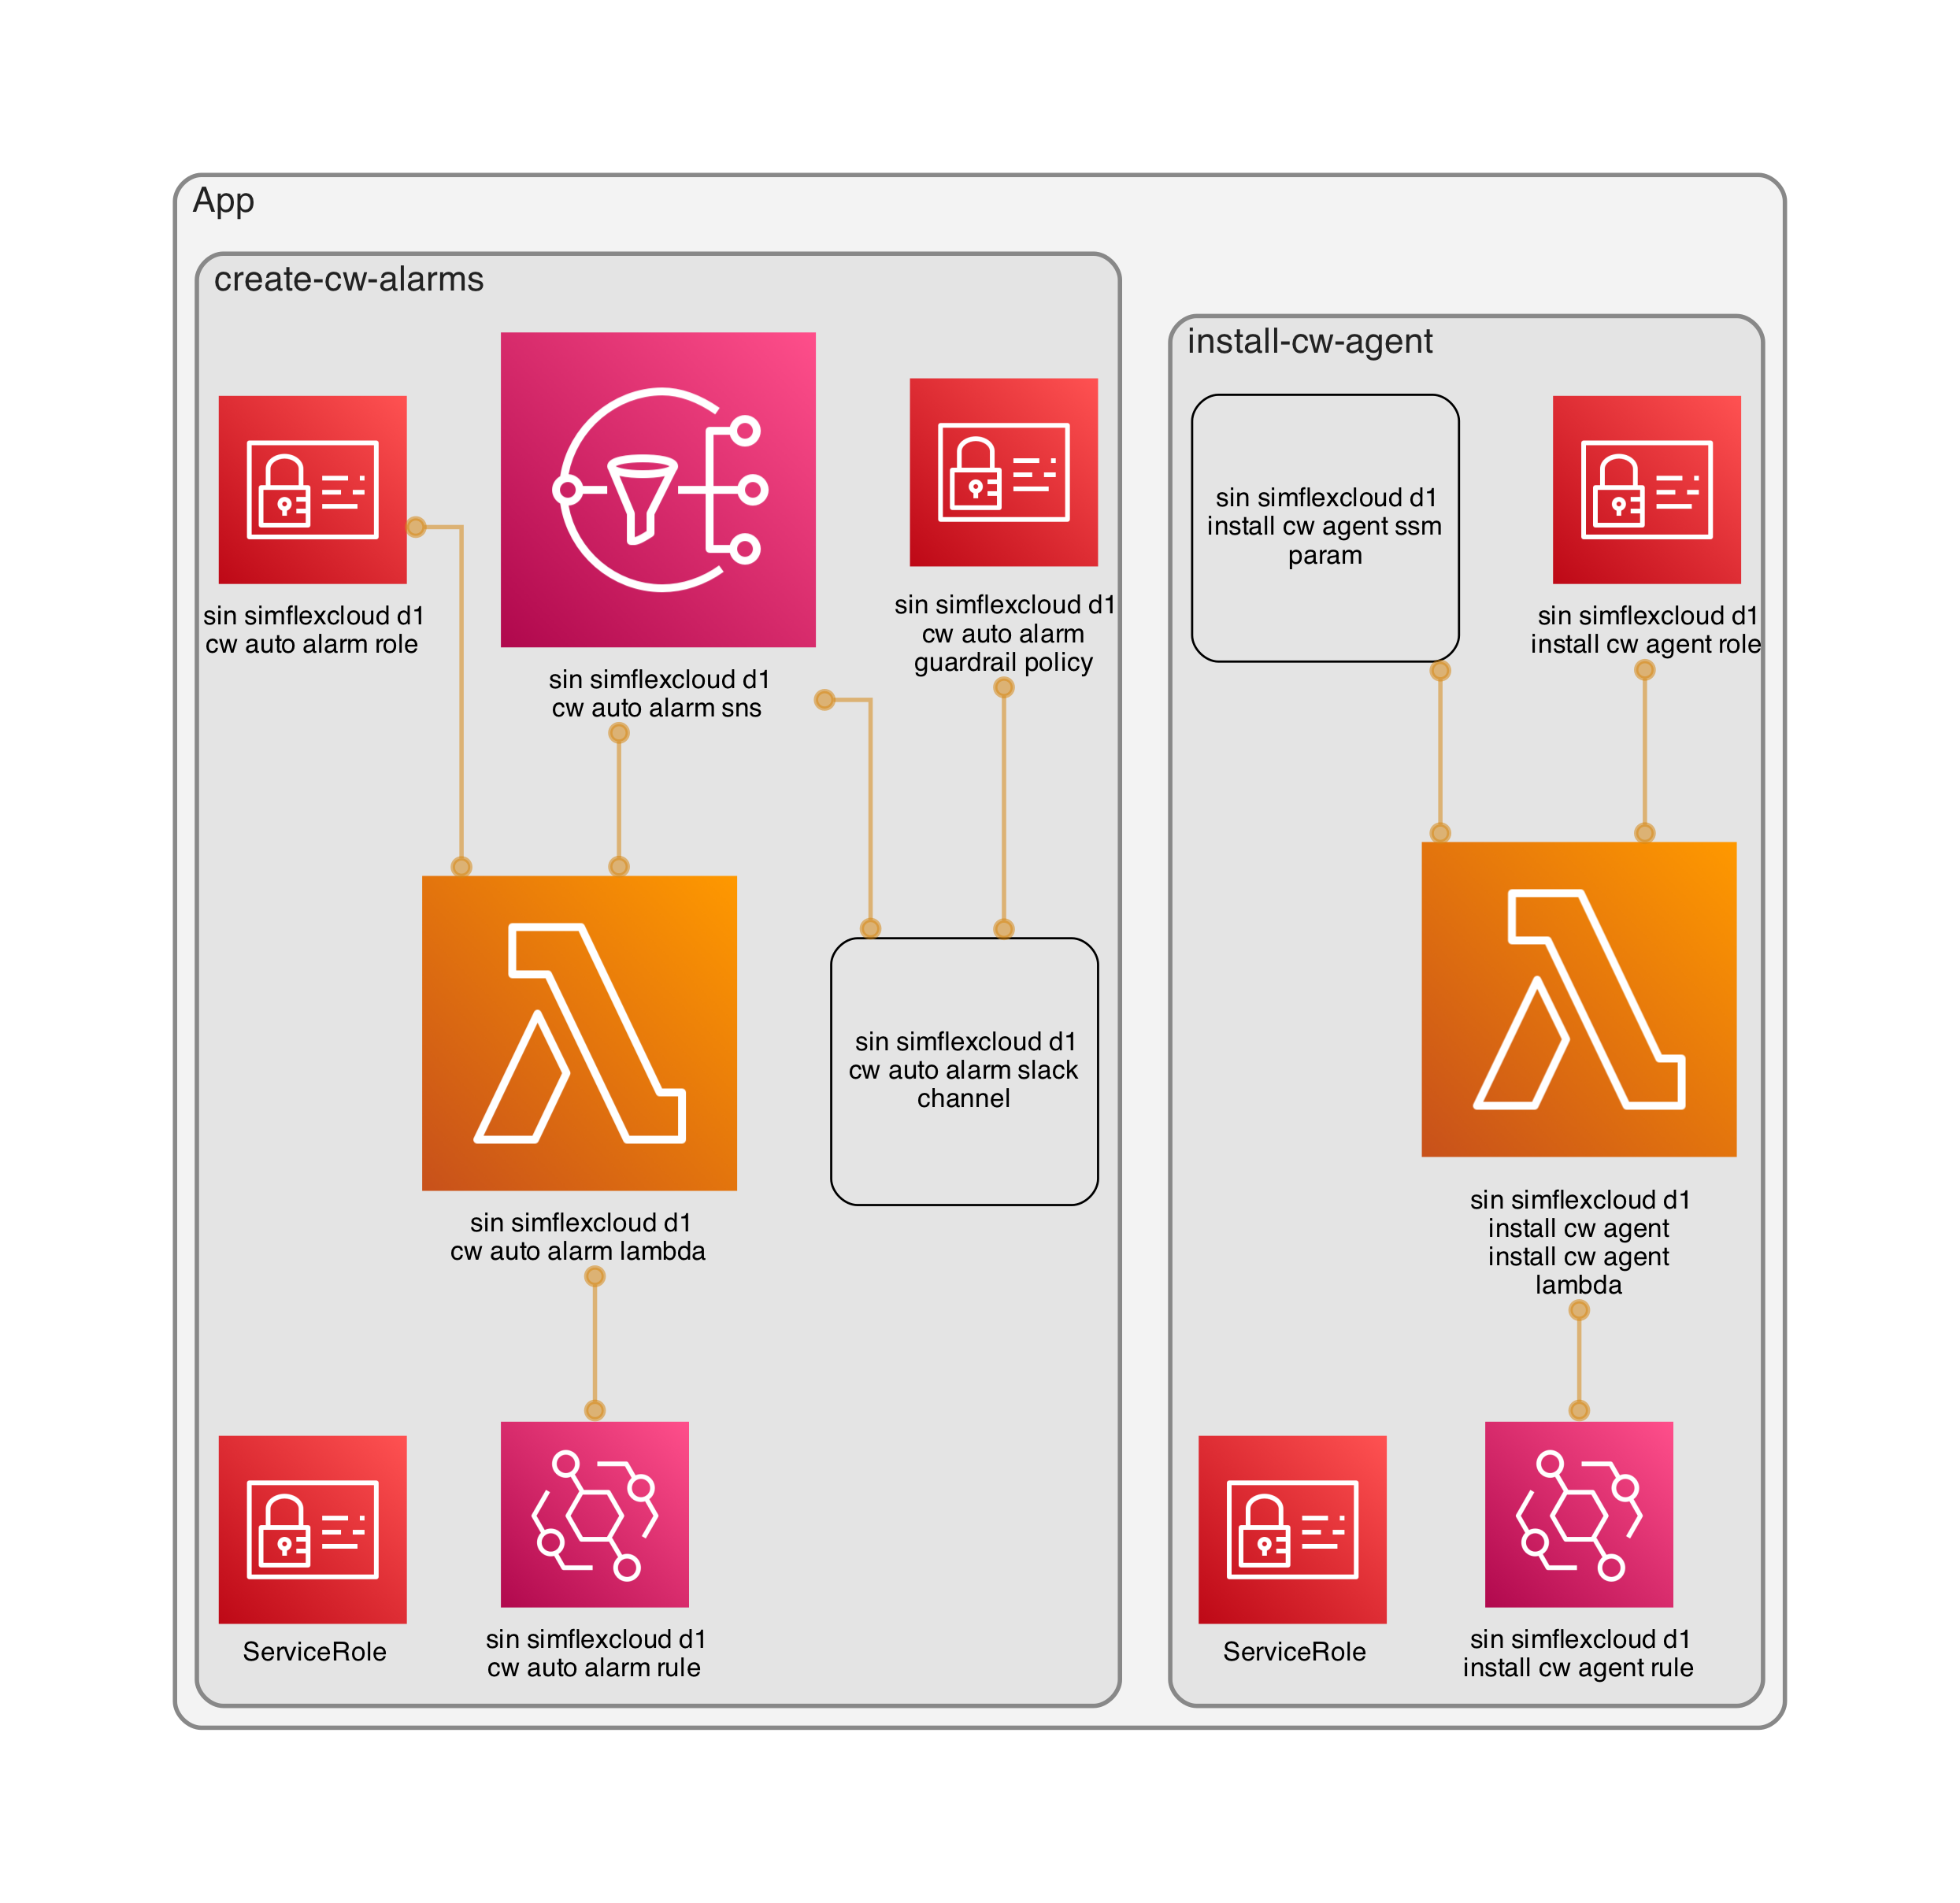 App
create-cw-alarms
sin simflexcloud d1
cw auto alarm role
sin simflexcloud d1
cw auto alarm sns
sin simflexcloud d1
cw auto alarm
guardrail policy
sin simflexcloud d1
cw auto alarm lambda
sin simflexcloud d1
cw auto alarm slack
channel
ServiceRole
sin simflexcloud d1
cw auto alarm rule
install-cw-agent
sin simflexcloud d1
install cw agent ssm
param
sin simflexcloud d1
install cw agent role
sin simflexcloud d1
install cw agent
install cw agent
lambda
ServiceRole
sin simflexcloud d1
install cw agent rule